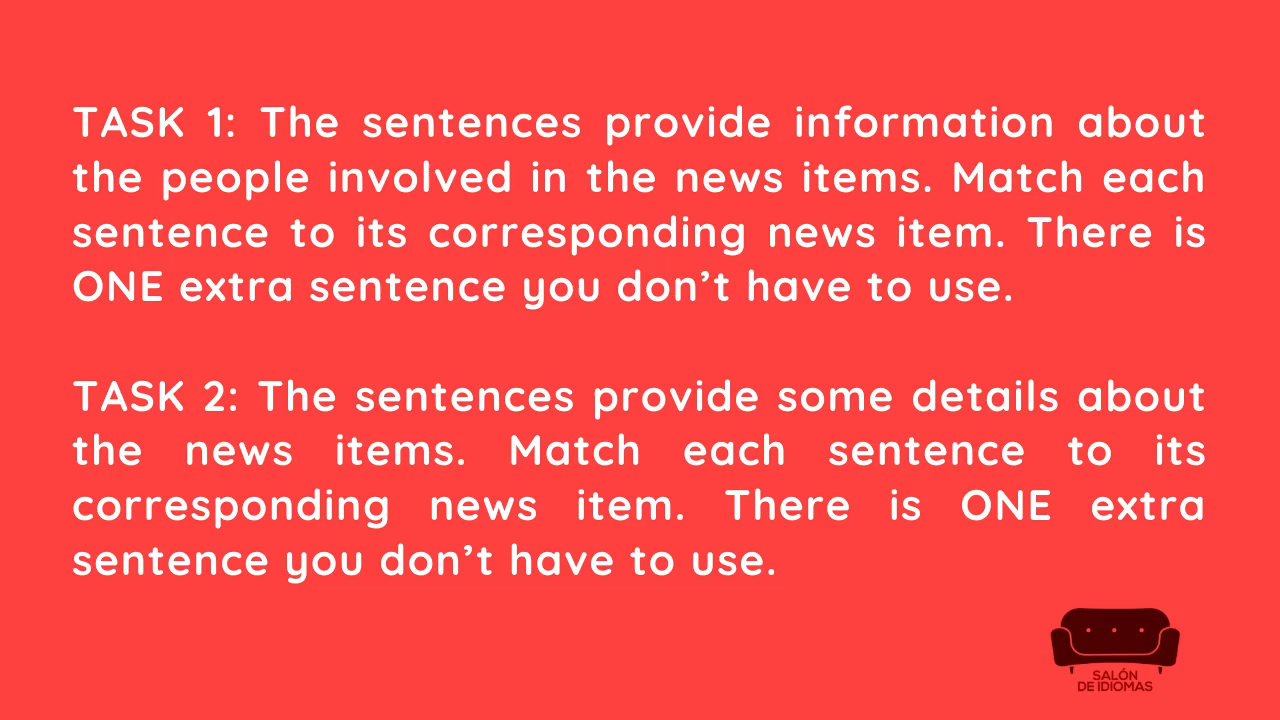 TASK 1: The sentences provide information about
the people involved in the news items. Match each
sentence to its corresponding news item. There is
ONE extra sentence you don’t have to use.
TASK 2: The sentences provide some details about
the news items. Match each sentence to its
corresponding news item. There is ONE extra
sentence you don’t have to use.
SALÓN
DE IDIOMAS